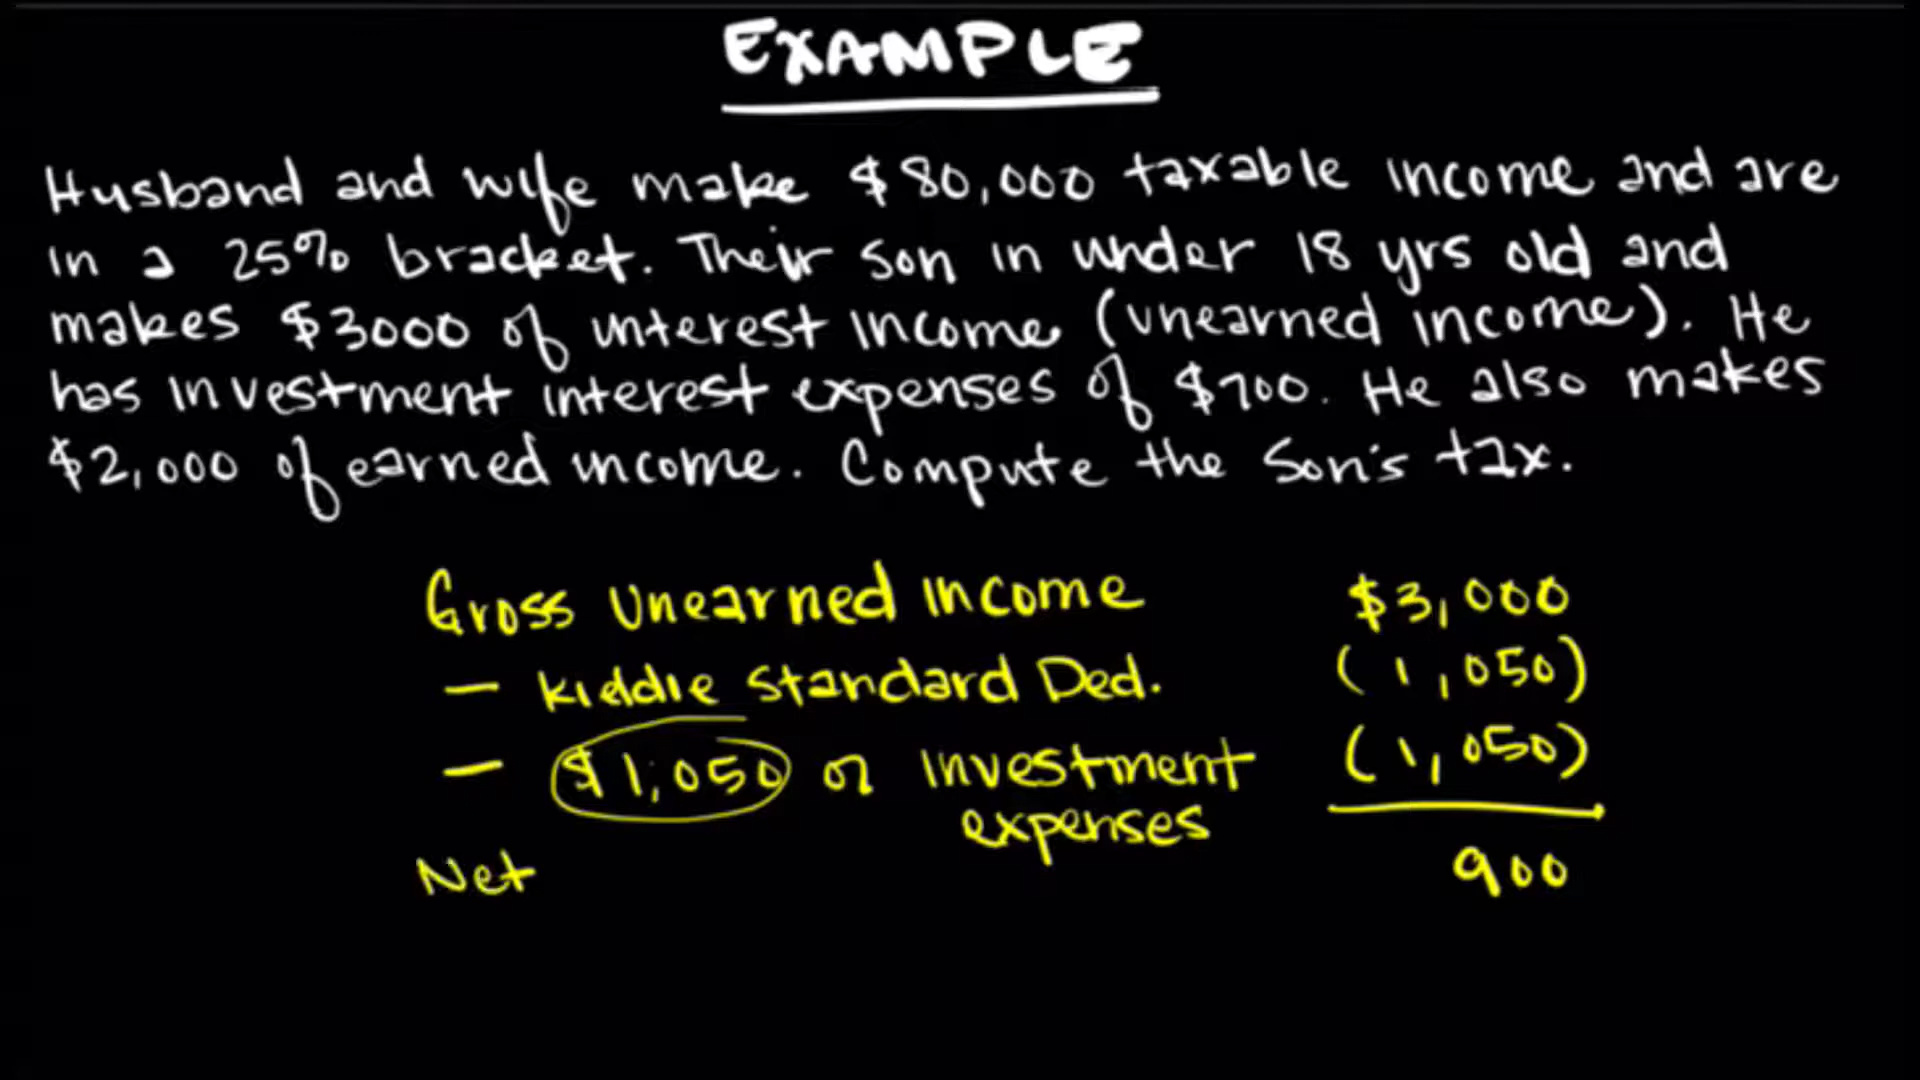 EXAMPLE
Husband and wife make $80,000 taxable income and are
in a 25% bracket. Their son in under 18 yrs old and
makes $3000 of interest income (unearned income). He
has investment interest expenses of $700. He also makes
$2,000 of earned income. Compute the Son's tax.
Gross Unearned Income $3,000
- Kiddie Standard Ded. (1,050)
- $1,050 or Investment (1,050)
expenses
Net 900